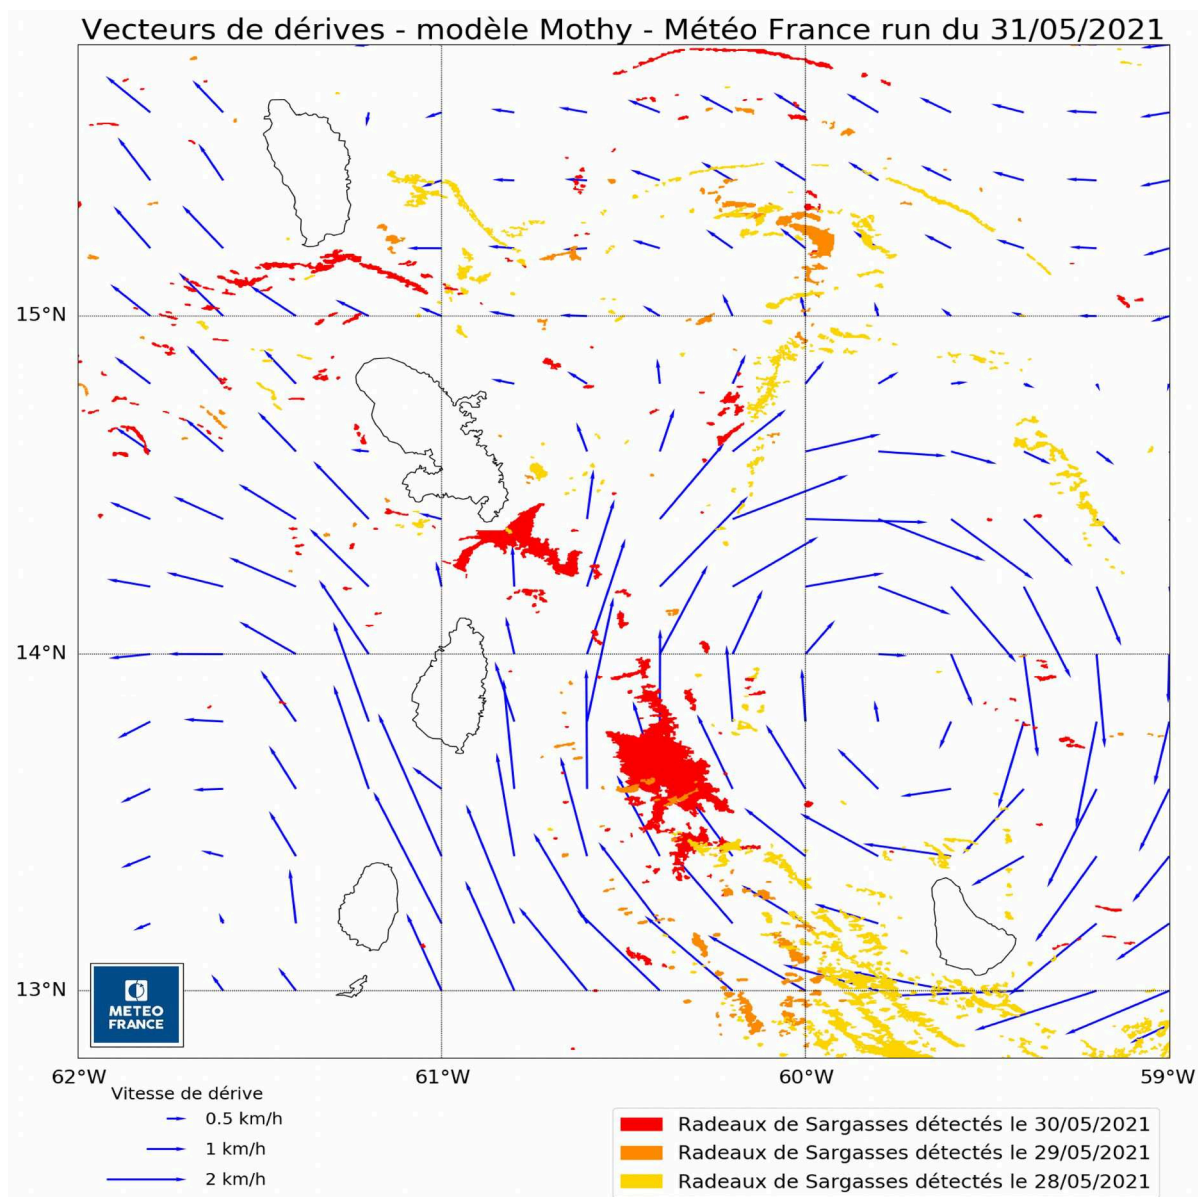 Vecteurs de dérives - modèle Mothy - Météo France run du 31/05/2021
15°N
14°N
13°N
METEO
FRANCE
62°W
61°W
60°W
59°W
Vitesse de dérive
0.5 km/h
1 km/h
2 km/h
Radeaux de Sargasses détectés le 30/05/2021
Radeaux de Sargasses détectés le 29/05/2021
Radeaux de Sargasses détectés le 28/05/2021